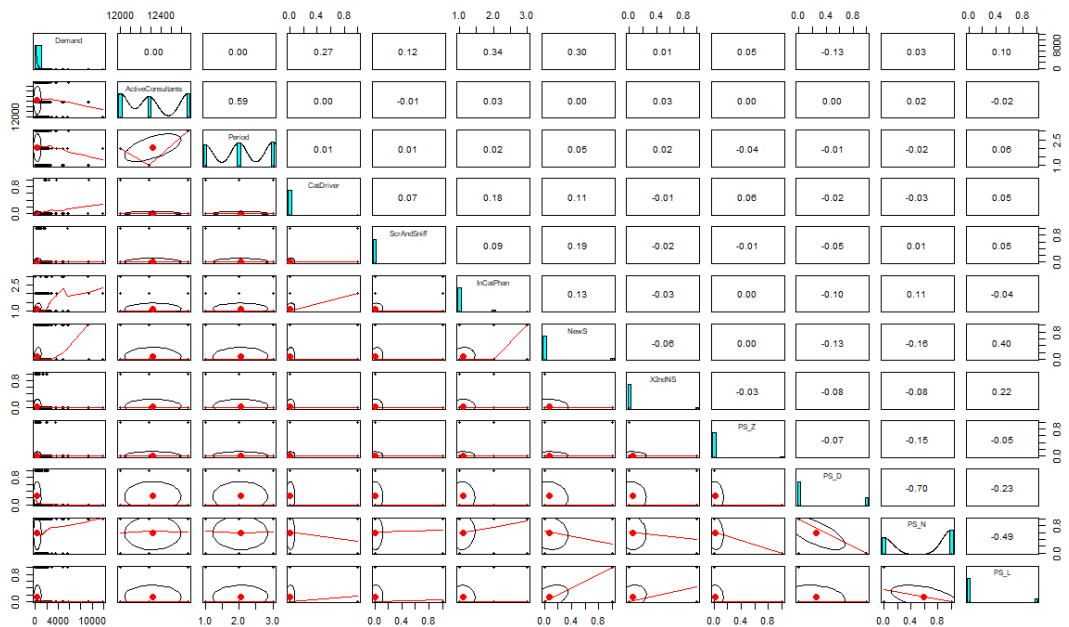 12000 12400 0.0 0.4 0.8 1.0 2.0 3.0 0.0 0.4 0.8 0.0 0.4 0.8 0.0 0.4 0.8
Demand 0.00 0.00 0.27 0.12 0.34 0.30 0.01 0.05 -0.13 0.03 0.10 0 8000
12000 ActiveConsultants 0.59 0.00 -0.01 0.03 0.00 0.03 0.00 0.00 0.02 -0.02
Period 0.01 0.01 0.02 0.05 0.02 -0.04 -0.01 -0.02 0.06 1.0 2.5
0.0 0.8 CatDriver 0.07 0.18 0.11 -0.01 0.06 -0.02 -0.03 0.05
ScrAndSniff 0.09 0.19 -0.02 -0.01 -0.05 0.01 0.05 0.0 0.8
1.0 2.5 InCatPhan 0.13 -0.03 0.00 -0.10 0.11 -0.04
NewS -0.06 0.00 -0.13 -0.16 0.40 0.0 0.8
0.0 0.8 X2ndNS -0.03 -0.08 -0.08 0.22
PS_Z -0.07 -0.15 -0.05 0.0 0.8
0.0 0.8 PS_D -0.70 -0.23
PS_N -0.49 0.0 0.8
0.0 0.8 PS_L
0 4000 10000 1.0 2.0 3.0 0.0 0.4 0.8 0.0 0.4 0.8 0.0 0.4 0.8 0.0 0.4 0.8